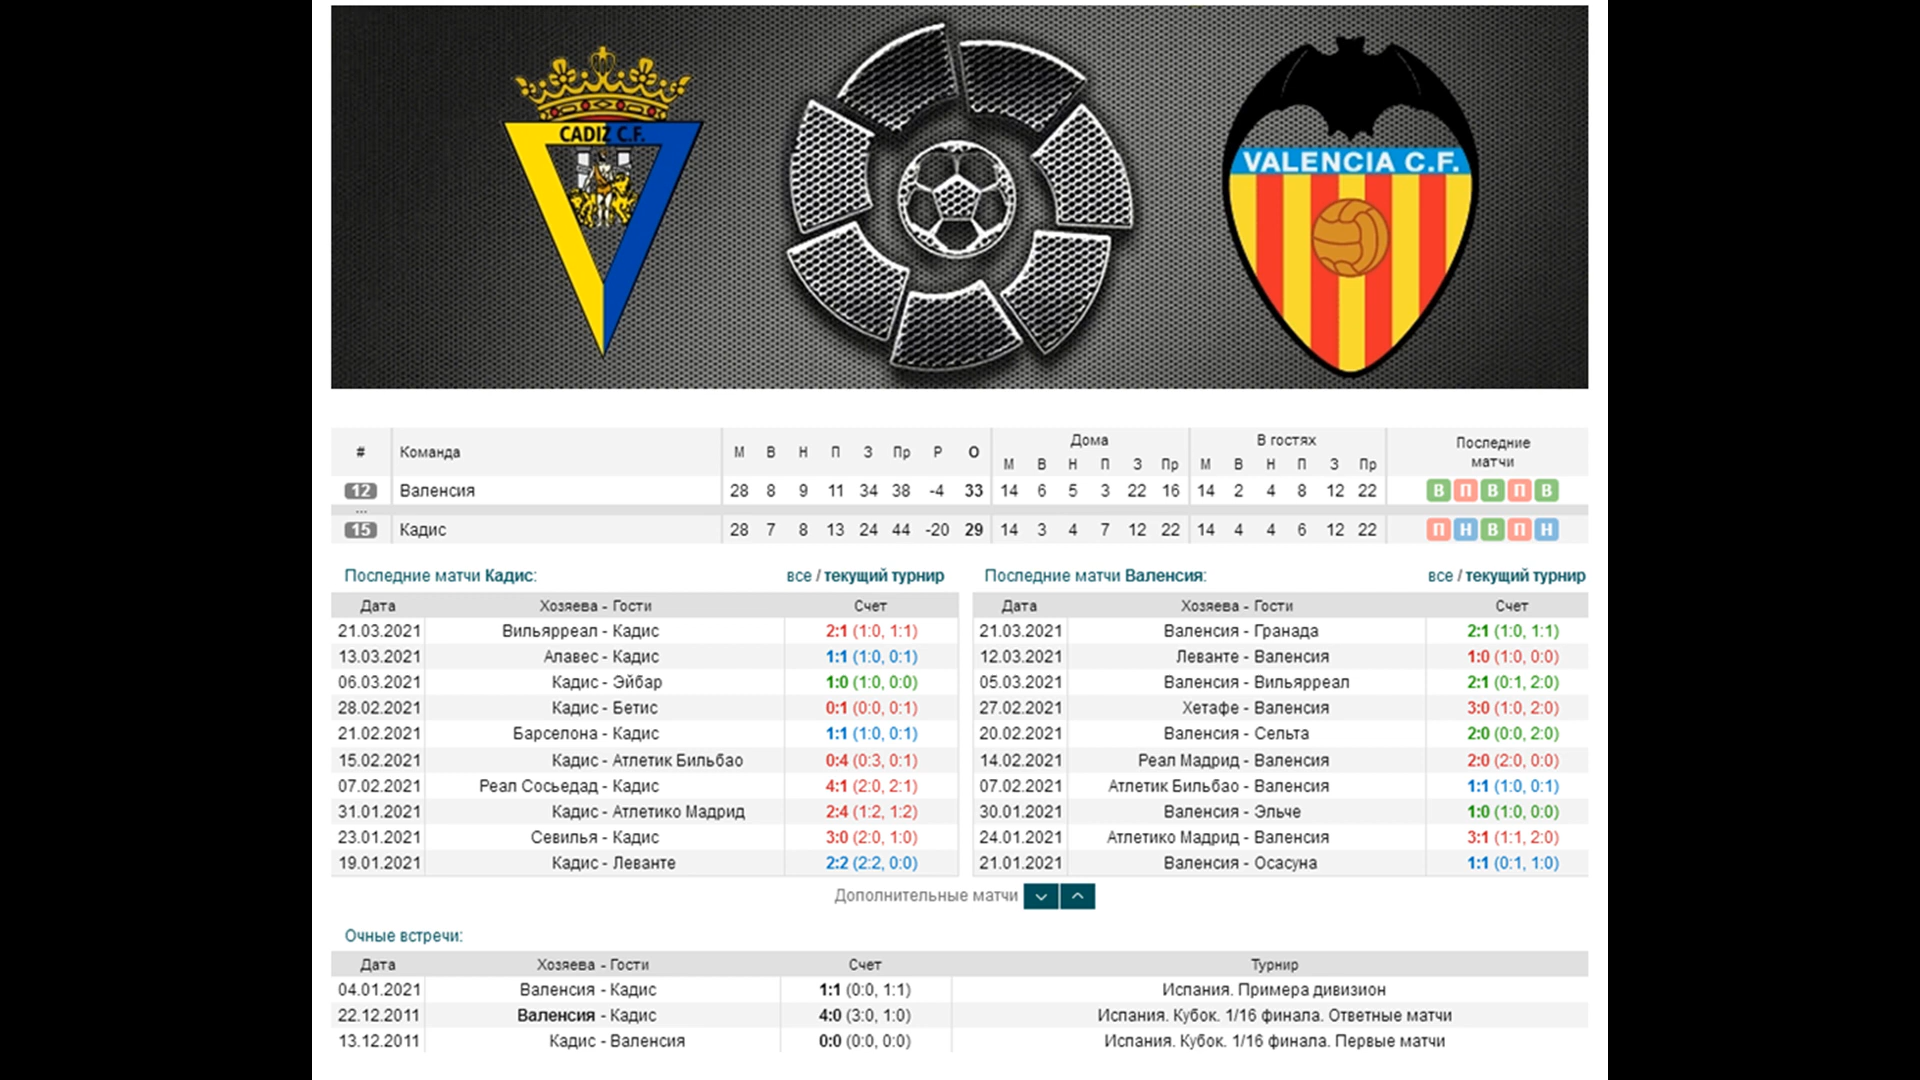 CADIZ C.F.
VALENCIA C.F.
# Команда М В Н П З Пр Р О Дома М В Н П З Пр В гостях М В Н П З Пр Последние матчи
12 Валенсия 28 8 9 11 34 38 -4 33 14 6 5 3 22 16 14 2 4 8 12 22 В П В П В
...
15 Кадис 28 7 8 13 24 44 -20 29 14 3 4 7 12 22 14 4 4 6 12 22 П Н В П Н
Последние матчи Кадис: все / текущий турнир
Дата Хозяева - Гости Счет
21.03.2021 Вильярреал - Кадис 2:1 (1:0, 1:1)
13.03.2021 Алавес - Кадис 1:1 (1:0, 0:1)
06.03.2021 Кадис - Эйбар 1:0 (1:0, 0:0)
28.02.2021 Кадис - Бетис 0:1 (0:0, 0:1)
21.02.2021 Барселона - Кадис 1:1 (1:0, 0:1)
15.02.2021 Кадис - Атлетик Бильбао 0:4 (0:3, 0:1)
07.02.2021 Реал Сосьедад - Кадис 4:1 (2:0, 2:1)
31.01.2021 Кадис - Атлетико Мадрид 2:4 (1:2, 1:2)
23.01.2021 Севилья - Кадис 3:0 (2:0, 1:0)
19.01.2021 Кадис - Леванте 2:2 (2:2, 0:0)
Последние матчи Валенсия: все / текущий турнир
Дата Хозяева - Гости Счет
21.03.2021 Валенсия - Гранада 2:1 (1:0, 1:1)
12.03.2021 Леванте - Валенсия 1:0 (1:0, 0:0)
05.03.2021 Валенсия - Вильярреал 2:1 (0:1, 2:0)
27.02.2021 Хетафе - Валенсия 3:0 (1:0, 2:0)
20.02.2021 Валенсия - Сельта 2:0 (0:0, 2:0)
14.02.2021 Реал Мадрид - Валенсия 2:0 (2:0, 0:0)
07.02.2021 Атлетик Бильбао - Валенсия 1:1 (1:0, 0:1)
30.01.2021 Валенсия - Эльче 1:0 (1:0, 0:0)
24.01.2021 Атлетико Мадрид - Валенсия 3:1 (1:1, 2:0)
21.01.2021 Валенсия - Осасуна 1:1 (0:1, 1:0)
Дополнительные матчи
Очные встречи:
Дата Хозяева - Гости Счет Турнир
04.01.2021 Валенсия - Кадис 1:1 (0:0, 1:1) Испания. Примера дивизион
22.12.2011 Валенсия - Кадис 4:0 (3:0, 1:0) Испания. Кубок. 1/16 финала. Ответные матчи
13.12.2011 Кадис - Валенсия 0:0 (0:0, 0:0) Испания. Кубок. 1/16 финала. Первые матчи